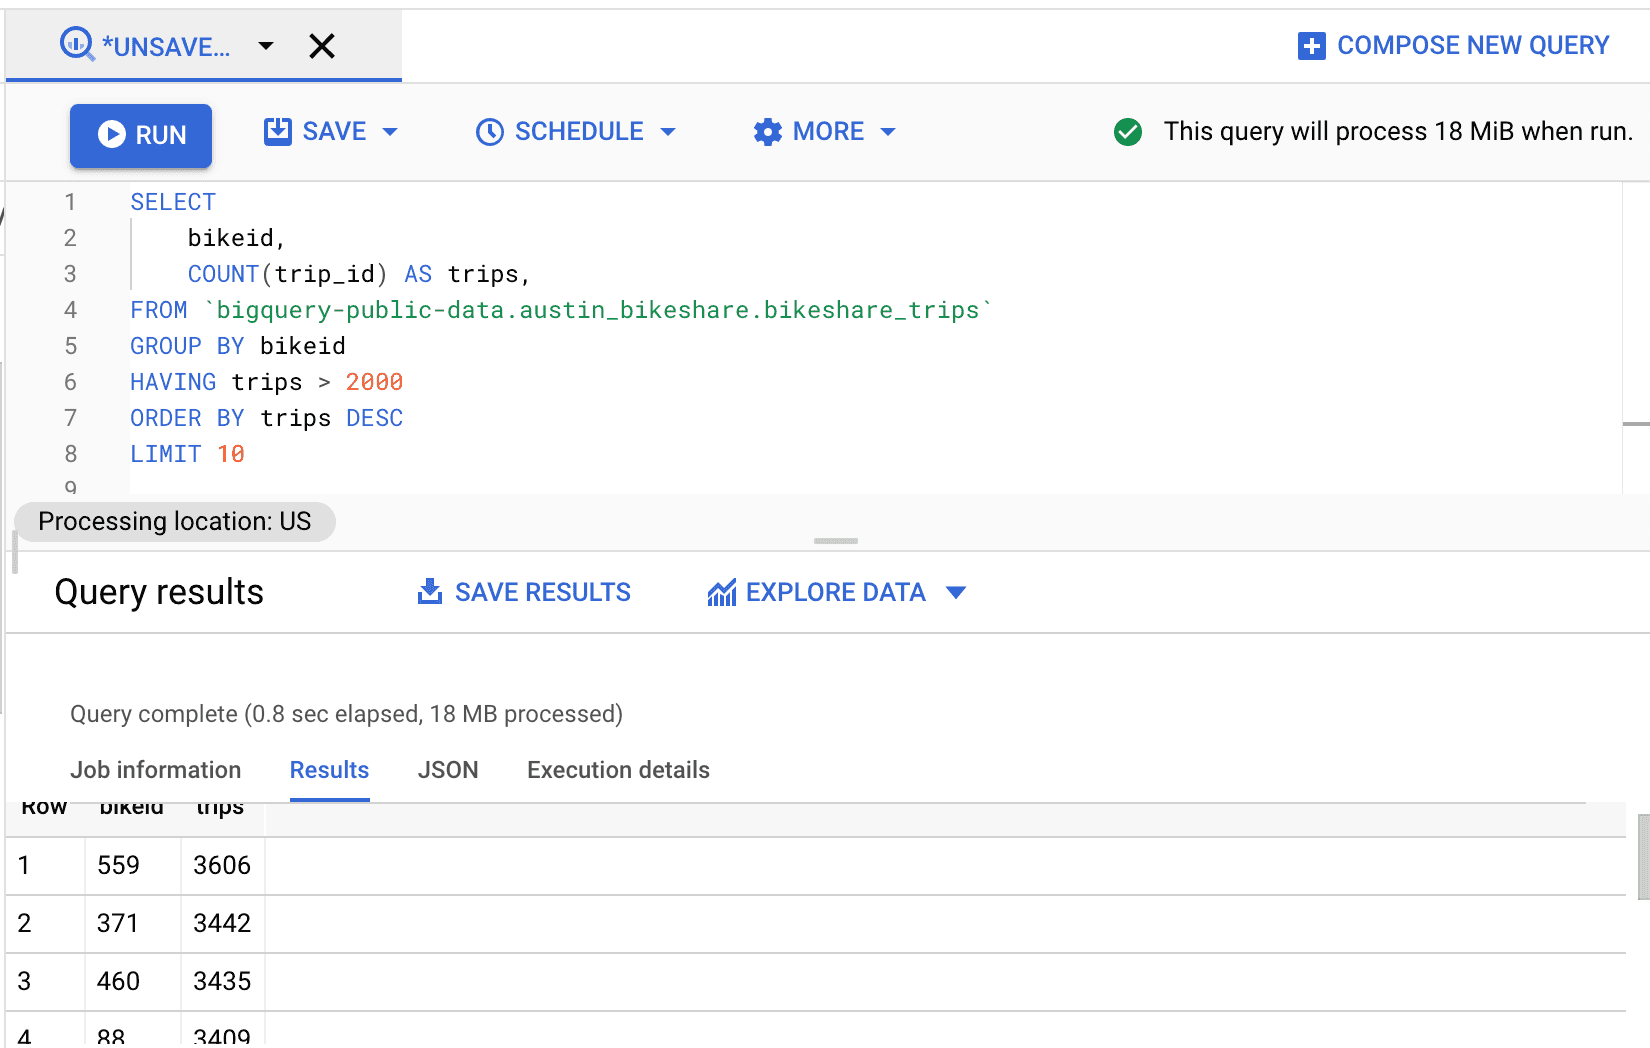 *UNSAVE...
COMPOSE NEW QUERY
RUN SAVE SCHEDULE MORE This query will process 18 MiB when run.
1 SELECT
2 bikeid,
3 COUNT(trip_id) AS trips,
4 FROM `bigquery-public-data.austin_bikeshare.bikeshare_trips`
5 GROUP BY bikeid
6 HAVING trips > 2000
7 ORDER BY trips DESC
8 LIMIT 10
9
Processing location: US
Query results SAVE RESULTS EXPLORE DATA
Query complete (0.8 sec elapsed, 18 MB processed)
Job information Results JSON Execution details
Row bikeid trips
1 559 3606
2 371 3442
3 460 3435
4 88 3409